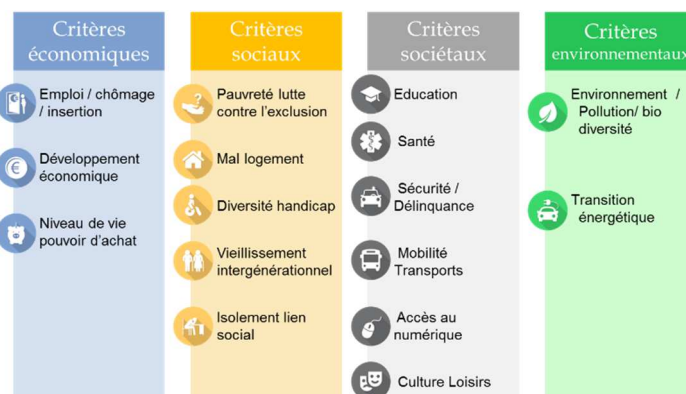 Critères
économiques
Emploi / chômage
/ insertion
Développement
économique
Niveau de vie
pouvoir d'achat
Critères
sociaux
Pauvreté lutte
contre l'exclusion
Mal logement
Diversité handicap
Vieillissement
intergénérationnel
Isolement lien
social
Critères
sociétaux
Education
Santé
Sécurité /
Délinquance
Mobilité
Transports
Accès au
numérique
Culture Loisirs
Critères
environnementaux
Environnement /
Pollution/ bio
diversité
Transition
énergétique